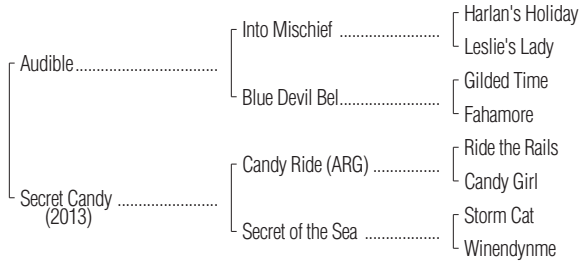 Harlan's Holiday
Into Mischief ........................
Leslie's Lady
Audible..................................
Gilded Time
Blue Devil Bel........................
Fahamore
Ride the Rails
Candy Ride (ARG) ................
Candy Girl
Secret Candy ........................
(2013)
Storm Cat
Secret of the Sea ..................
Winendynme